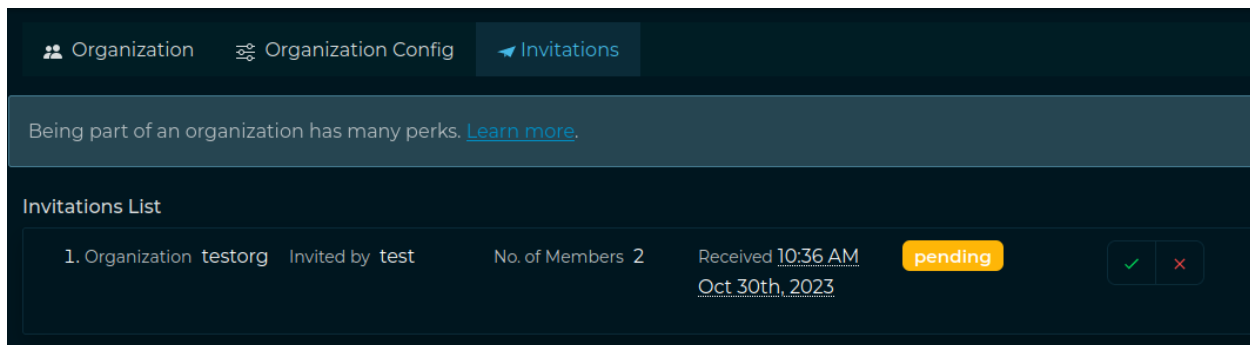 Organization Organization Config Invitations
Being part of an organization has many perks. Learn more.
Invitations List
1. Organization testorg Invited by test No. of Members 2 Received 10:36 AM pending
Oct 30th, 2023